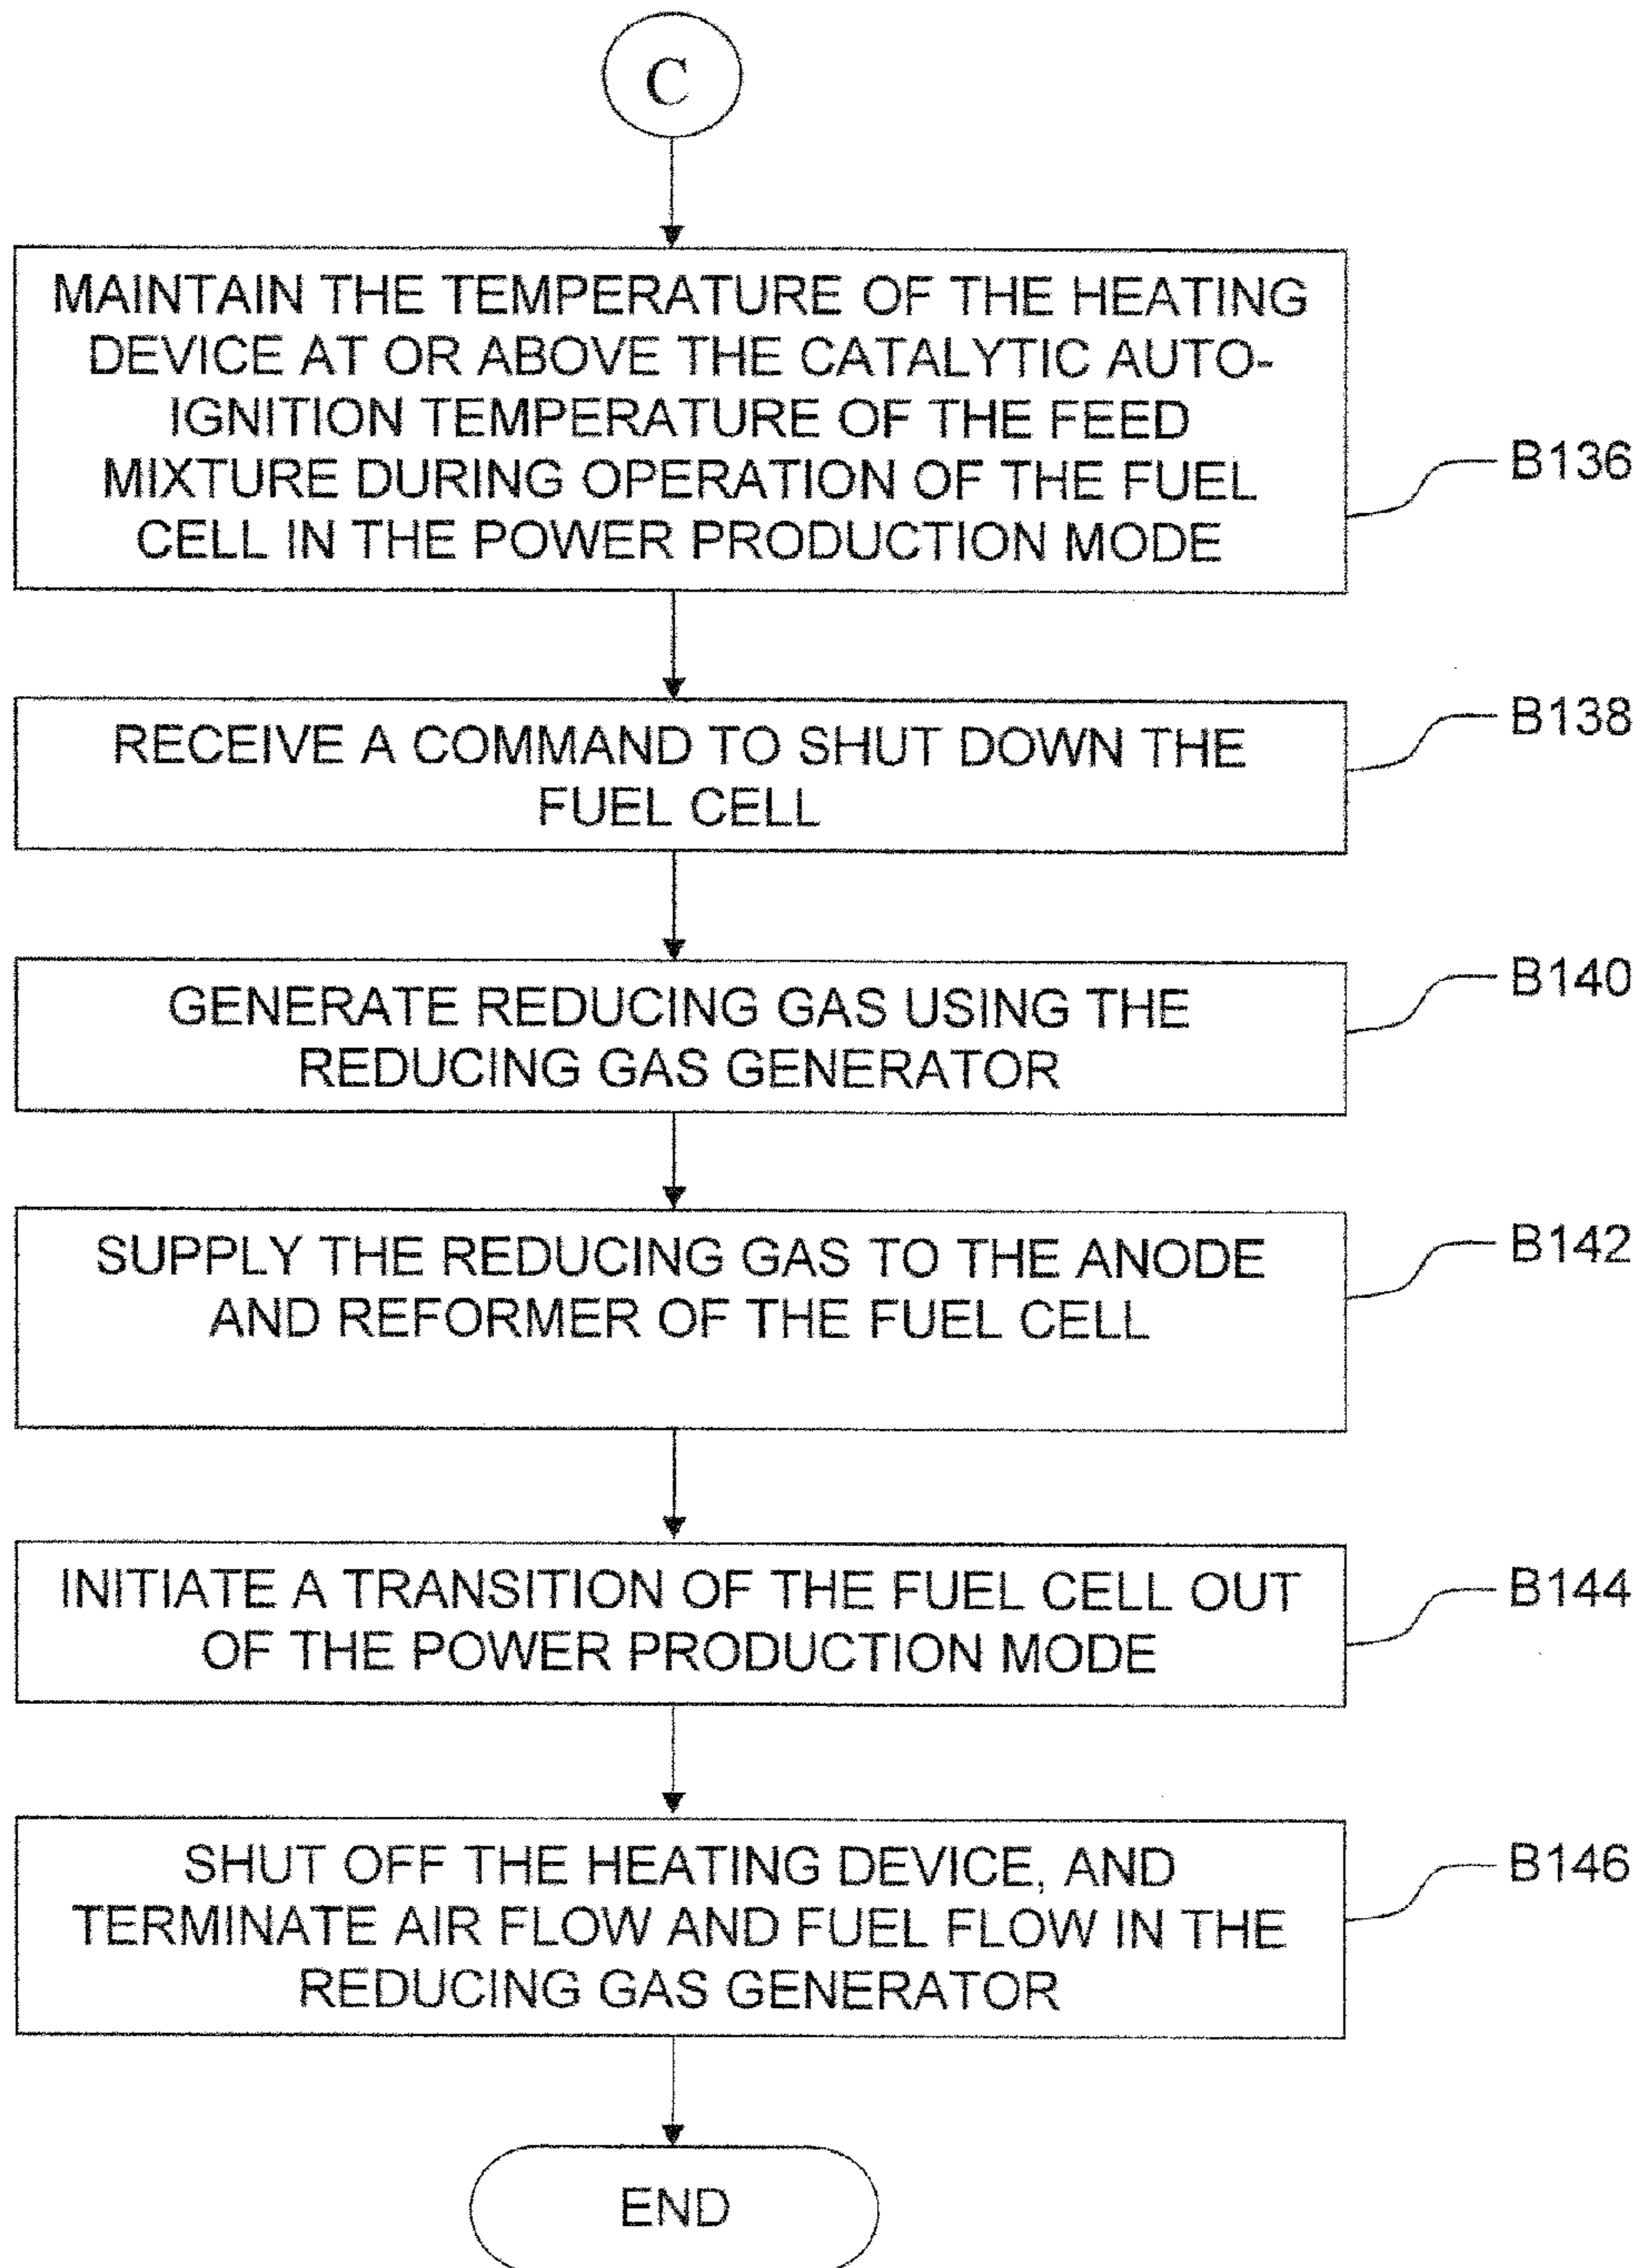 C
MAINTAIN THE TEMPERATURE OF THE HEATING
DEVICE AT OR ABOVE THE CATALYTIC AUTO-
IGNITION TEMPERATURE OF THE FEED
MIXTURE DURING OPERATION OF THE FUEL
CELL IN THE POWER PRODUCTION MODE
B136
RECEIVE A COMMAND TO SHUT DOWN THE
FUEL CELL
B138
GENERATE REDUCING GAS USING THE
REDUCING GAS GENERATOR
B140
SUPPLY THE REDUCING GAS TO THE ANODE
AND REFORMER OF THE FUEL CELL
B142
INITIATE A TRANSITION OF THE FUEL CELL OUT
OF THE POWER PRODUCTION MODE
B144
SHUT OFF THE HEATING DEVICE, AND
TERMINATE AIR FLOW AND FUEL FLOW IN THE
REDUCING GAS GENERATOR
B146
END